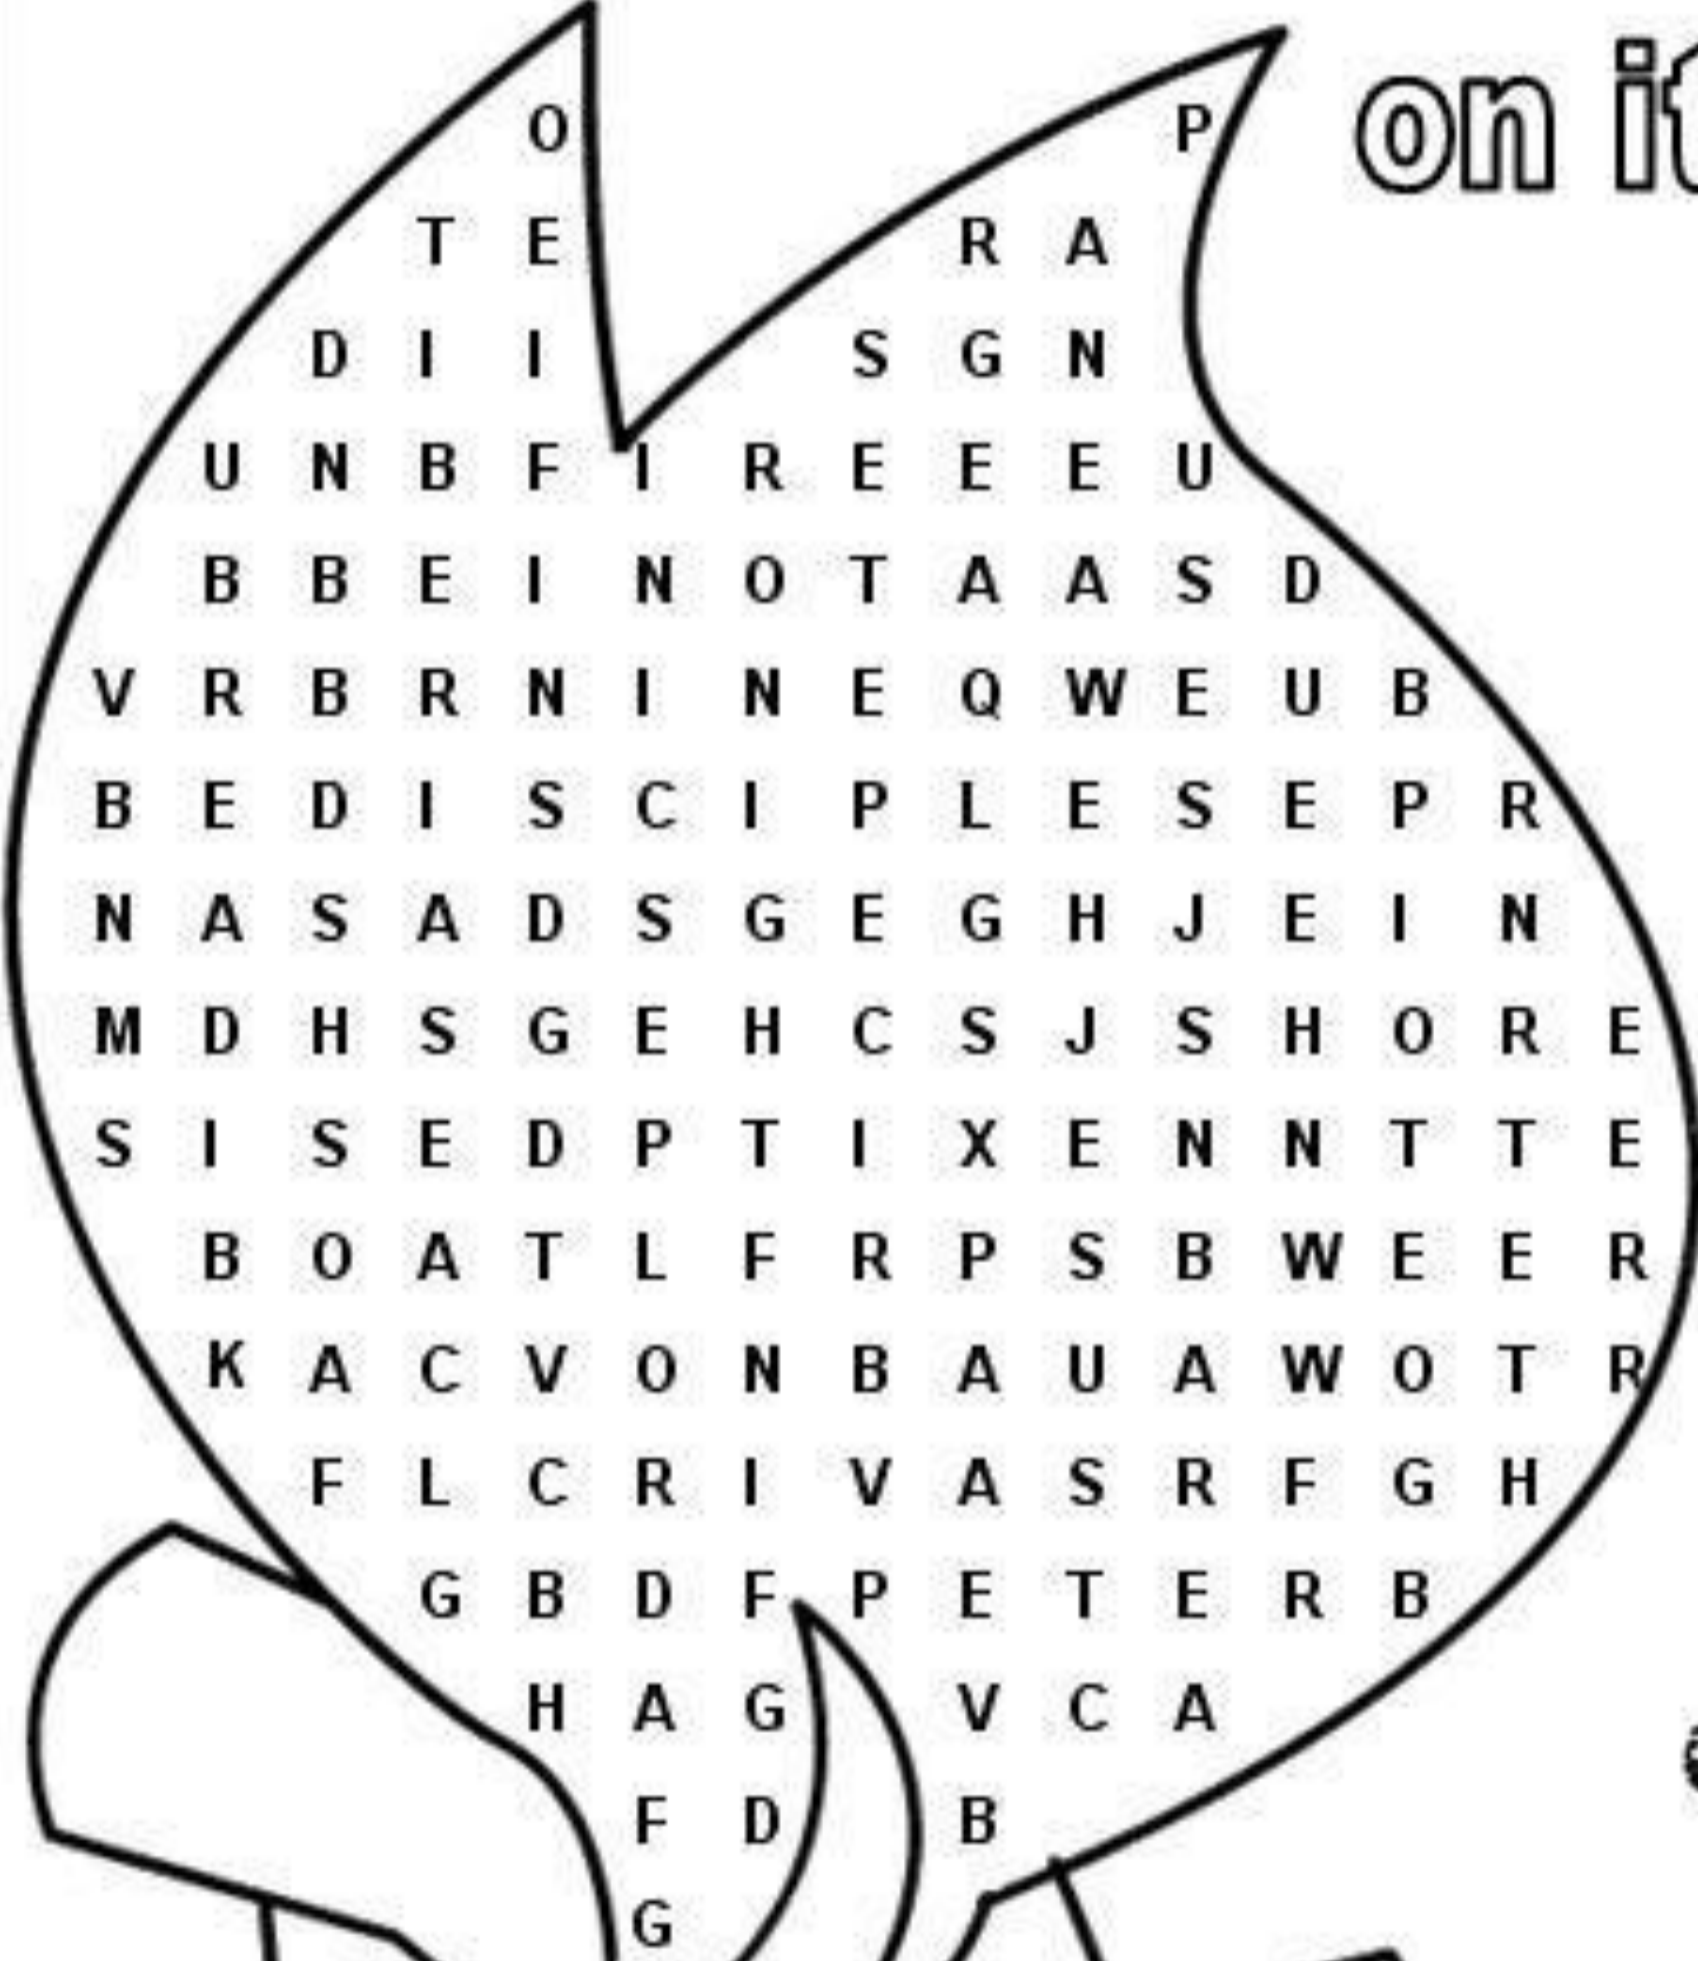 on it
O P
T E R A
D I I S G N
U N B F I R E E E U
B B E I N O T A A S D
V R B R N I N E Q W E U B
B E D I S C I P L E S E P R
N A S A D S G E G H J E I N
M D H S G E H C S J S H O R E
S I S E D P T I X E N N T T E
B O A T L F R P S B W E E R
K A C V O N B A U A W O T R
F L C R I V A S R F G H
G B D F P E T E R B
H A G V C A
F D B
G